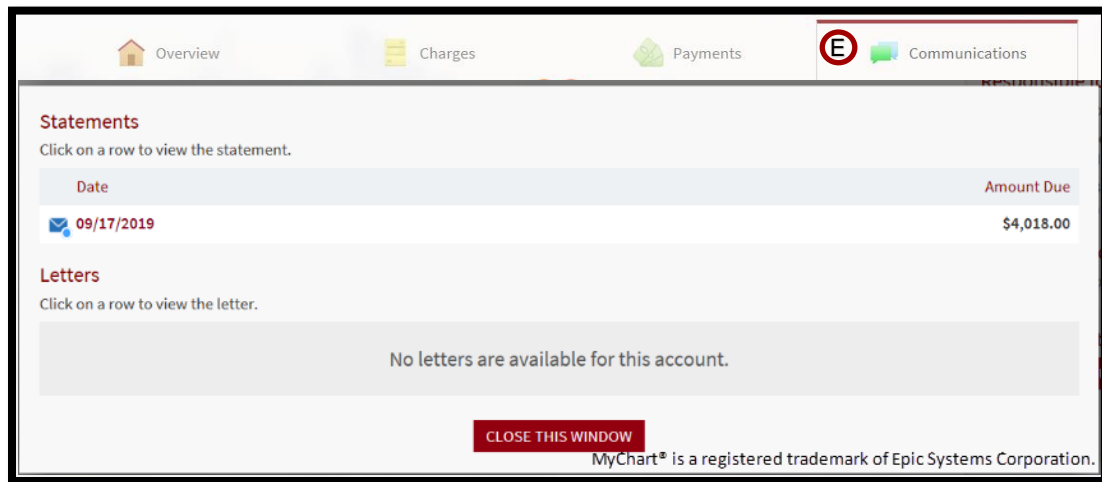 Overview
Charges
Payments
E
Communications
Responsible
Statements
Click on a row to view the statement.
Date
Amount Due
09/17/2019
$4,018.00
Letters
Click on a row to view the letter.
No letters are available for this account.
CLOSE THIS WINDOW
MyChart® is a registered trademark of Epic Systems Corporation.